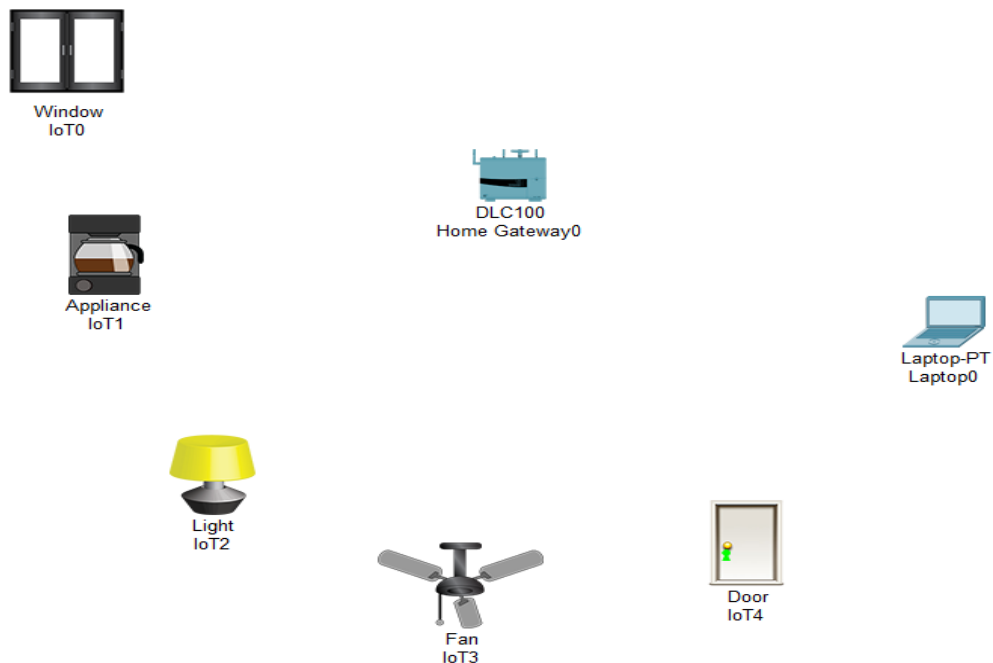 Window
IoT0
DLC100
Home Gateway0
Appliance
IoT1
Laptop-PT
Laptop0
Light
IoT2
Door
IoT4
Fan
IoT3